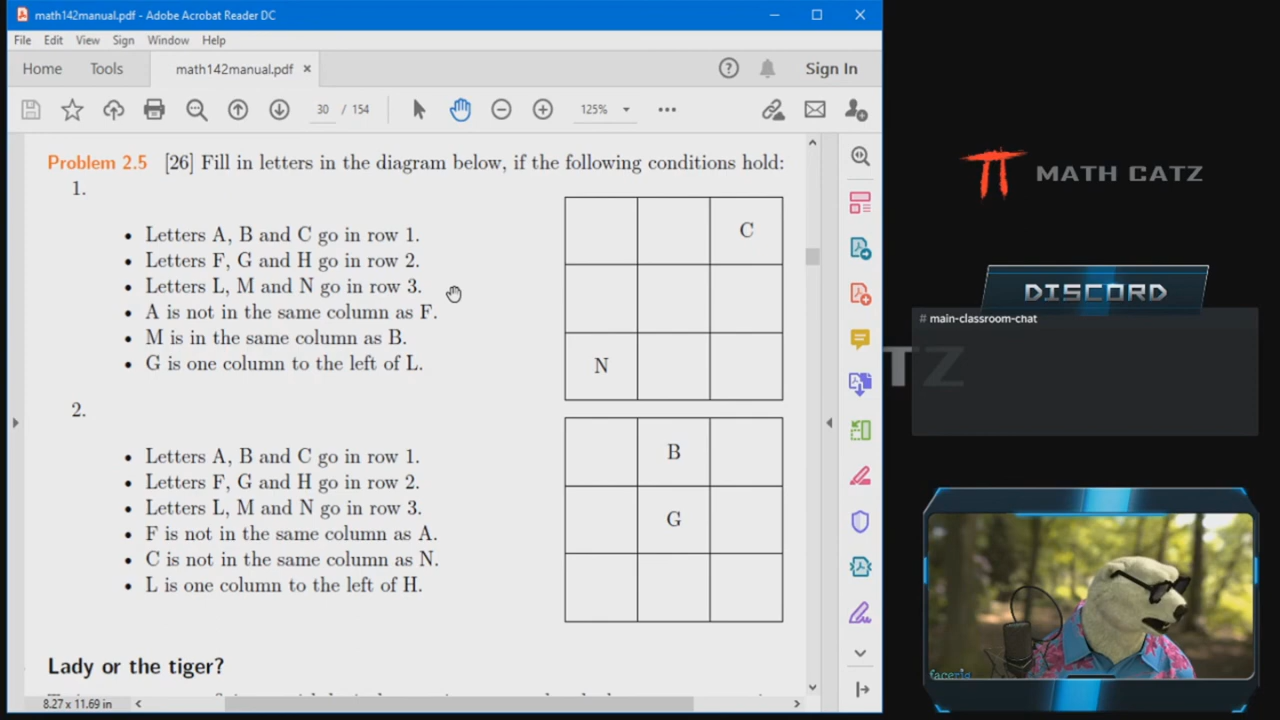 math142manual.pdf - Adobe Acrobat Reader DC
File Edit View Sign Window Help
Home Tools math142manual.pdf × Sign In
30 / 154 125%
Problem 2.5 [26] Fill in letters in the diagram below, if the following conditions hold:
1.
• Letters A, B and C go in row 1.
• Letters F, G and H go in row 2.
• Letters L, M and N go in row 3.
• A is not in the same column as F.
• M is in the same column as B.
• G is one column to the left of L.
C
N
2.
• Letters A, B and C go in row 1.
• Letters F, G and H go in row 2.
• Letters L, M and N go in row 3.
• F is not in the same column as A.
• C is not in the same column as N.
• L is one column to the left of H.
B
G
Lady or the tiger?
8.27 x 11.69 in
MATH CATZ
DISCORD
# main-classroom-chat
TZ
facerig